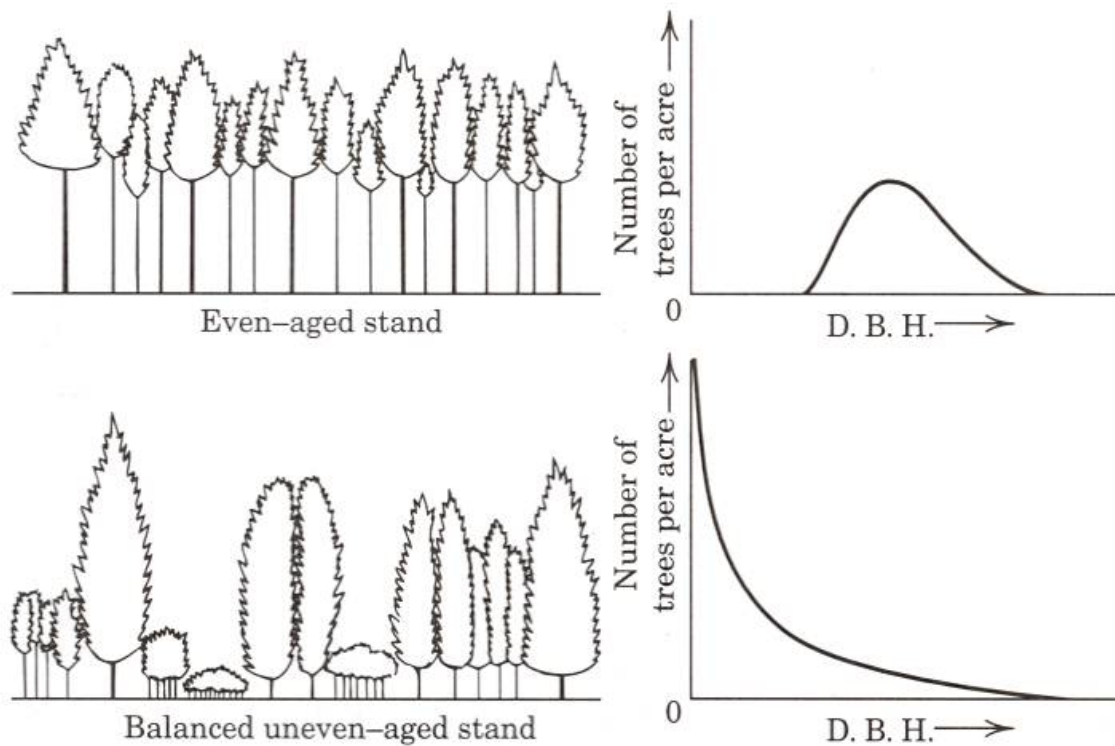 Number of
trees per acre
0
D. B. H.
Even–aged stand
Number of
trees per acre
0
D. B. H.
Balanced uneven–aged stand